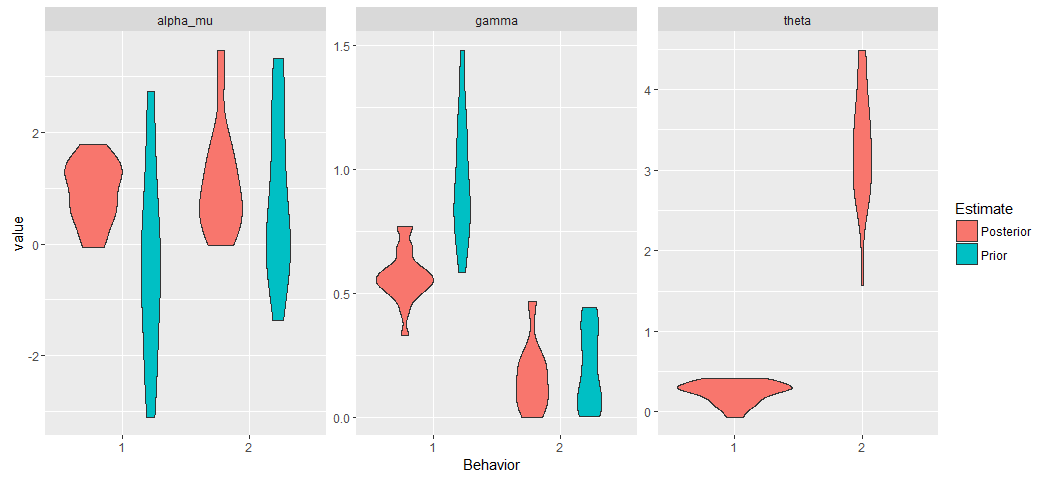 alpha_mu
gamma
theta
value
2
0
-2
1.5
1.0
0.5
0.0
4
3
2
1
0
1 2
1 2
1 2
Behavior
Estimate
Posterior
Prior